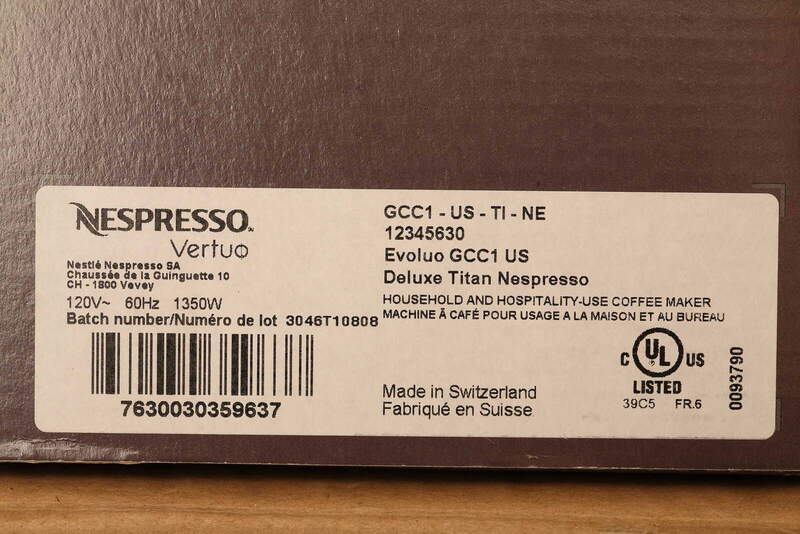 NESPRESSO
Vertuo
Nestlé Nespresso SA
Chaussée de la Guinguette 10
CH - 1800 Vevey
120V~ 60Hz 1350W
Batch number/Numéro de lot 3046T10808
7630030359637
GCC1 - US - TI - NE
12345630
Evoluo GCC1 US
Deluxe Titan Nespresso
HOUSEHOLD AND HOSPITALITY-USE COFFEE MAKER
MACHINE À CAFÉ POUR USAGE A LA MAISON ET AU BUREAU
Made in Switzerland
Fabriqué en Suisse
C UL US
LISTED
39C5 FR.6
0093790